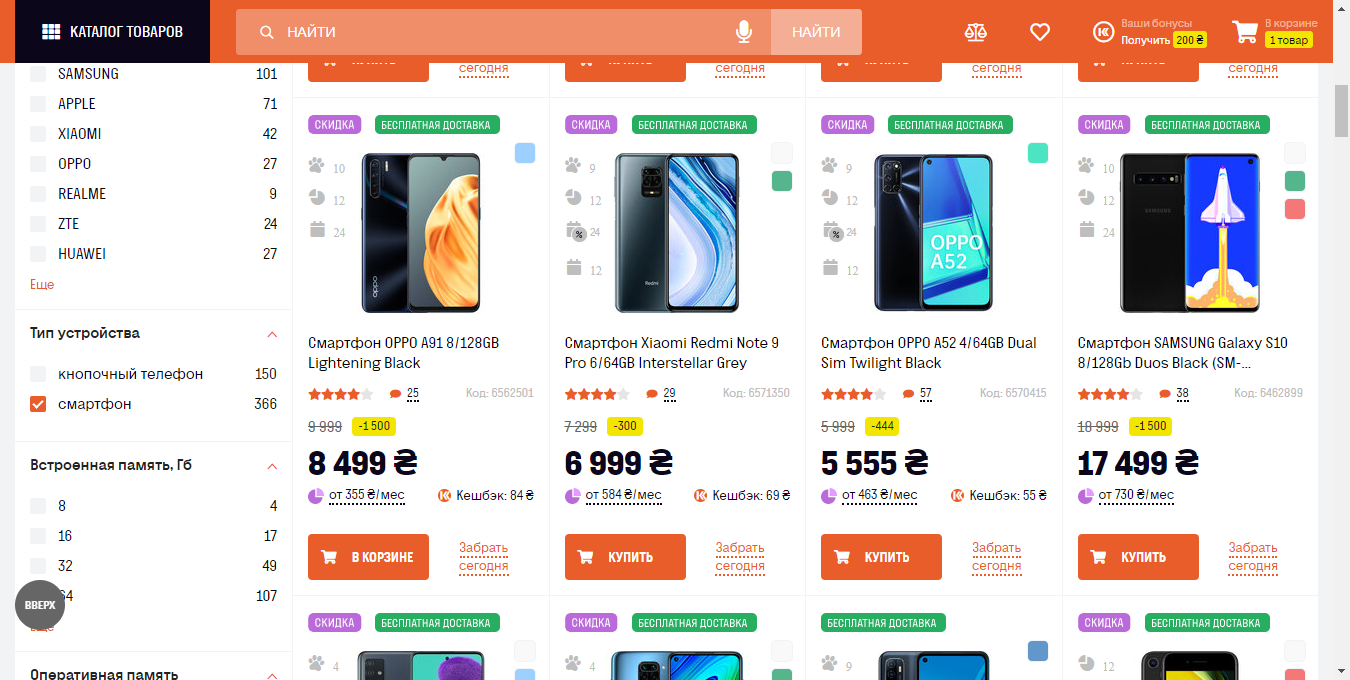 КАТАЛОГ ТОВАРОВ
НАЙТИ
НАЙТИ
Ваши бонусы
Получить 200 ₴
В корзине
1 товар
SAMSUNG 101
APPLE 71
XIAOMI 42
OPPO 27
REALME 9
ZTE 24
HUAWEI 27
Еще
Тип устройства
кнопочный телефон 150
смартфон 366
Встроенная память, Гб
8 4
16 17
32 49
64 107
ВВЕРХ
Еще
Оперативная память
сегодня
сегодня
сегодня
сегодня
СКИДКА БЕСПЛАТНАЯ ДОСТАВКА
10
12
24
oppo
Смартфон OPPO A91 8/128GB
Lightening Black
25 Код: 6562501
9 999 -1 500
8 499 ₴
от 355 ₴/мес Кешбэк: 84 ₴
В КОРЗИНЕ
Забрать
сегодня
СКИДКА БЕСПЛАТНАЯ ДОСТАВКА
9
12
% 24
12
Redmi
Смартфон Xiaomi Redmi Note 9
Pro 6/64GB Interstellar Grey
29 Код: 6571350
7 299 -300
6 999 ₴
от 584 ₴/мес Кешбэк: 69 ₴
КУПИТЬ
Забрать
сегодня
СКИДКА БЕСПЛАТНАЯ ДОСТАВКА
9
12
% 24
12
OPPO
A52
Смартфон OPPO A52 4/64GB Dual
Sim Twilight Black
57 Код: 6570415
5 999 -444
5 555 ₴
от 463 ₴/мес Кешбэк: 55 ₴
КУПИТЬ
Забрать
сегодня
СКИДКА БЕСПЛАТНАЯ ДОСТАВКА
10
12
24
SAMSUNG
Смартфон SAMSUNG Galaxy S10
8/128Gb Duos Black (SM-...
38 Код: 6462899
18 999 -1 500
17 499 ₴
от 730 ₴/мес
КУПИТЬ
Забрать
сегодня
СКИДКА БЕСПЛАТНАЯ ДОСТАВКА
4
СКИДКА БЕСПЛАТНАЯ ДОСТАВКА
4
БЕСПЛАТНАЯ ДОСТАВКА
9
СКИДКА БЕСПЛАТНАЯ ДОСТАВКА
12